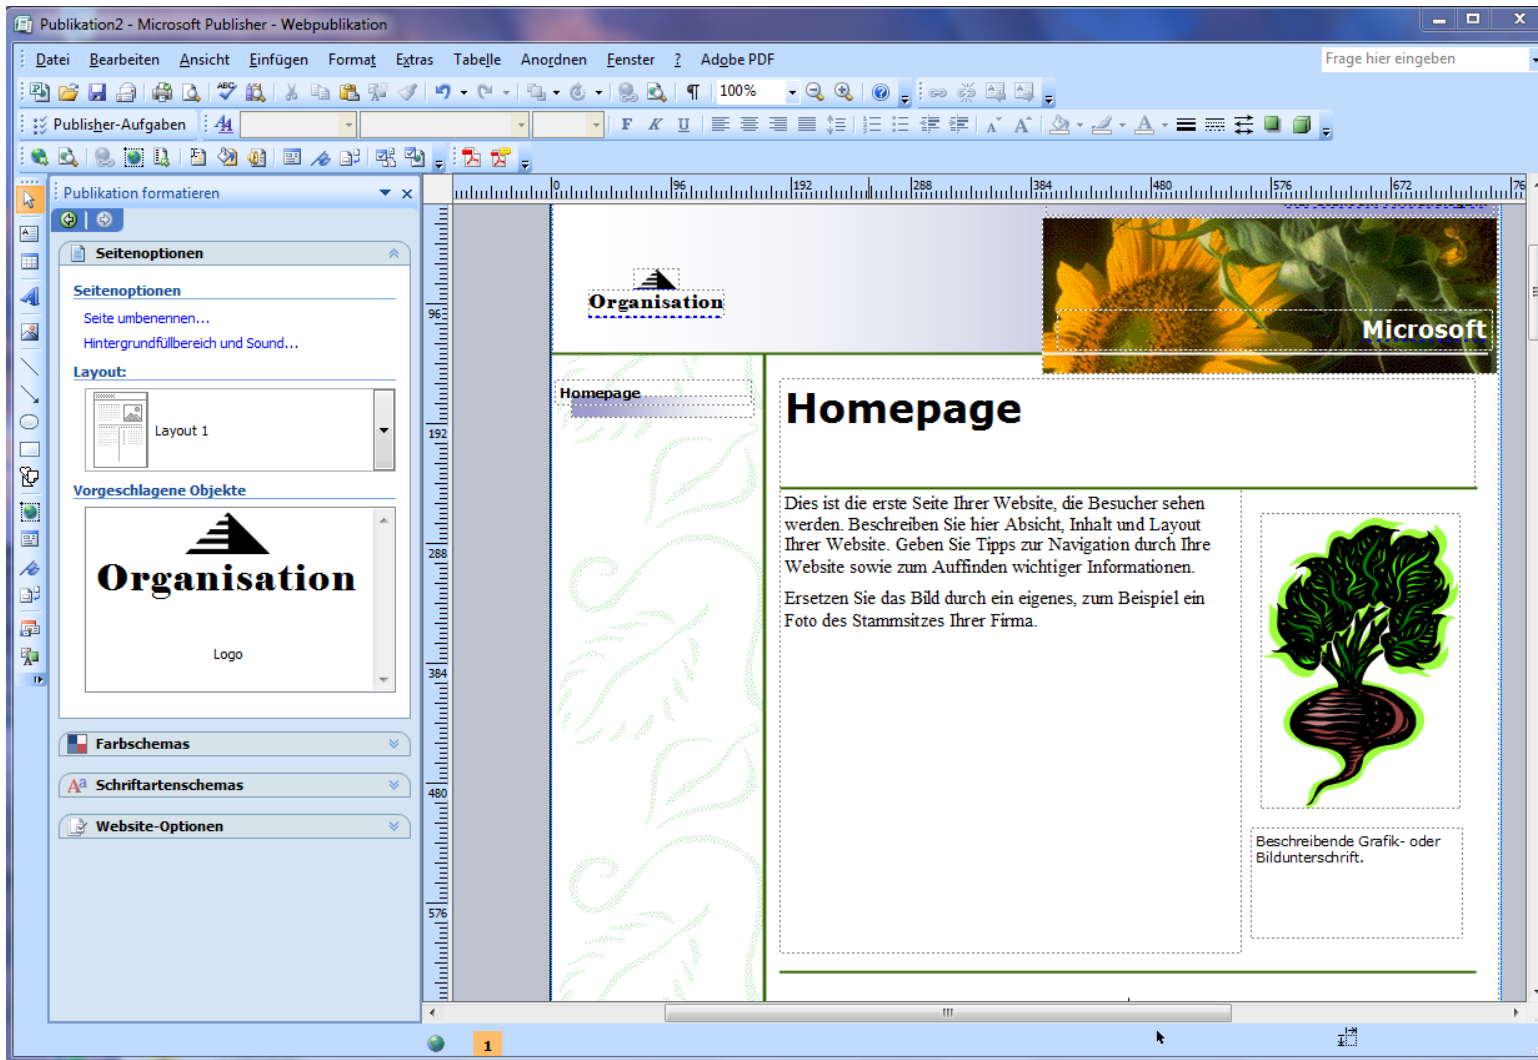 Publikation2 - Microsoft Publisher - Webpublikation
Datei Bearbeiten Ansicht Einfügen Format Extras Tabelle Anordnen Fenster ? Adobe PDF
Frage hier eingeben
100%
Publisher-Aufgaben
F K U
Publikation formatieren
Seitenoptionen
Seitenoptionen
Seite umbenennen...
Hintergrundfüllbereich und Sound...
Layout:
Layout 1
Vorgeschlagene Objekte
Organisation
Logo
Farbschemas
Schriftartenschemas
Website-Optionen
0 96 192 288 384 480 576 672 76
96
192
288
384
480
576
Organisation
Microsoft
Homepage
Homepage
Dies ist die erste Seite Ihrer Website, die Besucher sehen
werden. Beschreiben Sie hier Absicht, Inhalt und Layout
Ihrer Website. Geben Sie Tipps zur Navigation durch Ihre
Website sowie zum Auffinden wichtiger Informationen.
Ersetzen Sie das Bild durch ein eigenes, zum Beispiel ein
Foto des Stammsitzes Ihrer Firma.
Beschreibende Grafik- oder
Bildunterschrift.
1